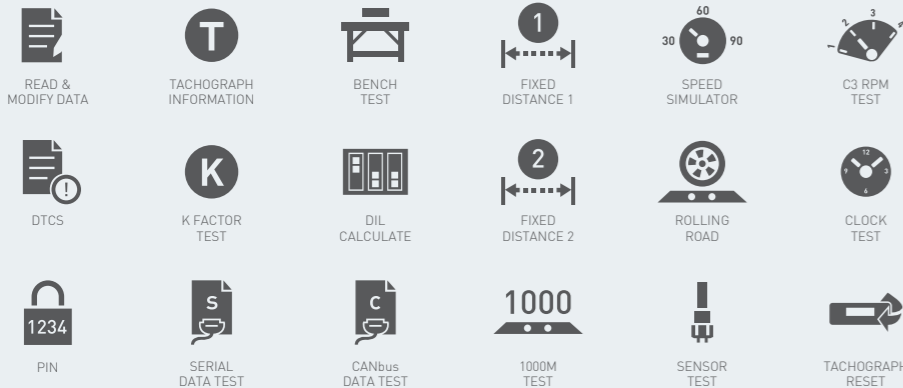 READ &
MODIFY DATA
T
TACHOGRAPH
INFORMATION
BENCH
TEST
1
FIXED
DISTANCE 1
30 60 90
SPEED
SIMULATOR
1 2 3 4
C3 RPM
TEST
!
DTCS
K
K FACTOR
TEST
DIL
CALCULATE
2
FIXED
DISTANCE 2
ROLLING
ROAD
12
9 3
6
CLOCK
TEST
1234
PIN
S
SERIAL
DATA TEST
C
CANbus
DATA TEST
1000
1000M
TEST
SENSOR
TEST
TACHOGRAPH
RESET